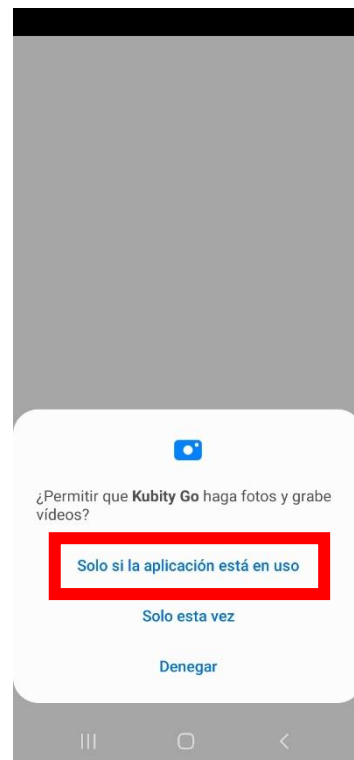 ¿Permitir que Kubity Go haga fotos y grabe
vídeos?
Solo si la aplicación está en uso
Solo esta vez
Denegar